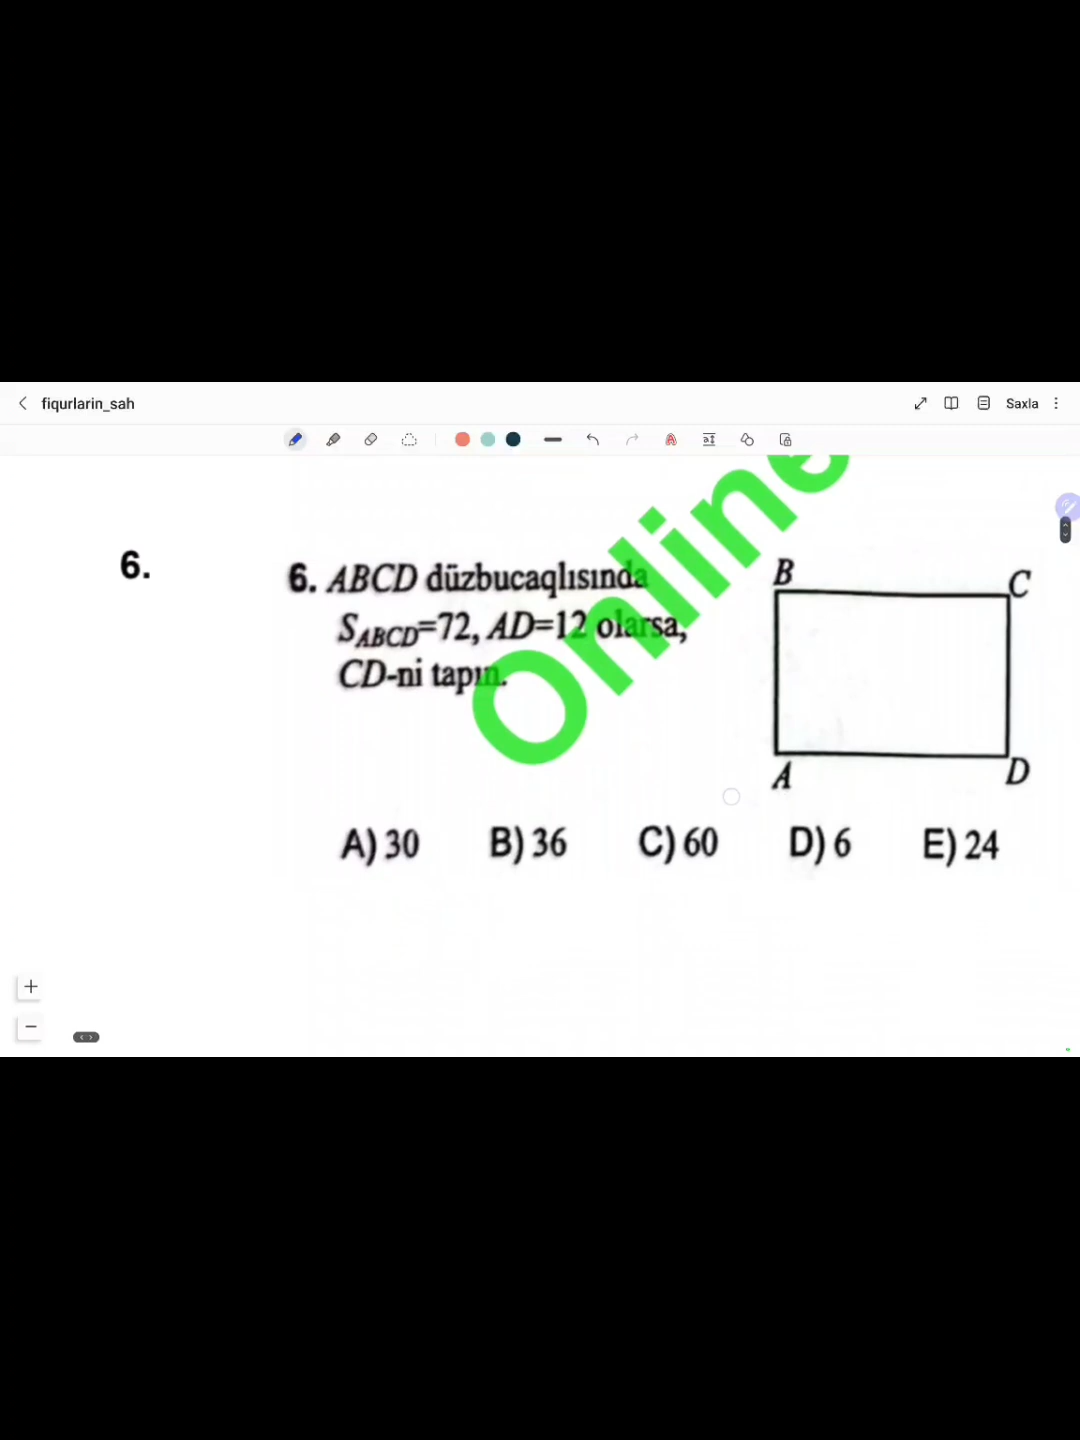 fiqurlarin_sah
Saxla
Online
6.
6. ABCD düzbucaqlısında
S_ABCD=72, AD=12 olarsa,
CD-ni tapın.
B
C
A
D
A) 30 B) 36 C) 60 D) 6 E) 24